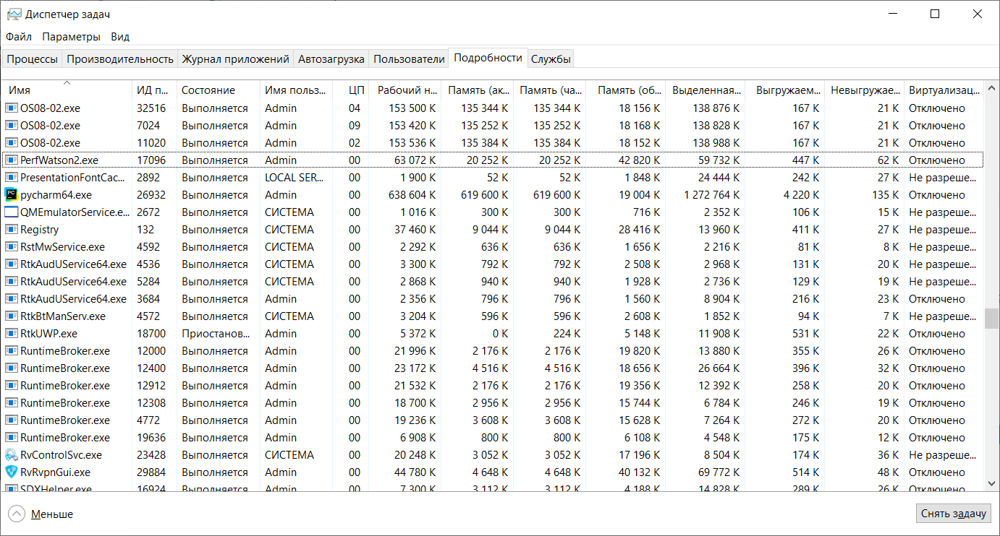 Диспетчер задач
Файл Параметры Вид
Процессы Производительность Журнал приложений Автозагрузка Пользователи Подробности Службы
Имя ИД п... Состояние Имя польз... ЦП Рабочий н... Память (ак... Память (ча... Память (об... Выделенная... Выгружаем... Невыгружае... Виртуализац...
OS08-02.exe 32516 Выполняется Admin 04 153 500 K 135 344 K 135 344 K 18 156 K 138 876 K 167 K 21 K Отключено
OS08-02.exe 7024 Выполняется Admin 09 153 420 K 135 252 K 135 252 K 18 168 K 138 828 K 167 K 21 K Отключено
OS08-02.exe 11020 Выполняется Admin 02 153 536 K 135 384 K 135 384 K 18 152 K 138 988 K 167 K 21 K Отключено
PerfWatson2.exe 17096 Выполняется Admin 00 63 072 K 20 252 K 20 252 K 42 820 K 59 732 K 447 K 62 K Отключено
PresentationFontCac... 2892 Выполняется LOCAL SER... 00 1 900 K 52 K 52 K 1 848 K 24 444 K 242 K 27 K Не разреше...
pycharm64.exe 26932 Выполняется Admin 00 638 604 K 619 600 K 619 600 K 19 004 K 1 272 764 K 4 220 K 135 K Отключено
QMEmulatorService.e... 2672 Выполняется СИСТЕМА 00 1 016 K 300 K 300 K 716 K 2 352 K 106 K 15 K Не разреше...
Registry 132 Выполняется СИСТЕМА 00 37 460 K 9 044 K 9 044 K 28 416 K 13 960 K 411 K 27 K Не разреше...
RstMwService.exe 4592 Выполняется СИСТЕМА 00 2 292 K 636 K 636 K 1 656 K 2 216 K 81 K 8 K Не разреше...
RtkAudUService64.exe 4536 Выполняется СИСТЕМА 00 3 300 K 792 K 792 K 2 508 K 2 968 K 131 K 20 K Не разреше...
RtkAudUService64.exe 5284 Выполняется СИСТЕМА 00 2 868 K 940 K 940 K 1 928 K 2 736 K 129 K 19 K Не разреше...
RtkAudUService64.exe 3684 Выполняется Admin 00 2 356 K 796 K 796 K 1 560 K 8 904 K 216 K 23 K Отключено
RtkBtManServ.exe 4572 Выполняется СИСТЕМА 00 3 204 K 596 K 596 K 2 608 K 1 852 K 94 K 7 K Не разреше...
RtkUWP.exe 18700 Приостанов... Admin 00 5 372 K 0 K 224 K 5 148 K 11 908 K 531 K 22 K Отключено
RuntimeBroker.exe 12000 Выполняется Admin 00 21 996 K 2 176 K 2 176 K 19 820 K 13 880 K 355 K 26 K Отключено
RuntimeBroker.exe 12400 Выполняется Admin 00 23 172 K 4 516 K 4 516 K 18 656 K 26 664 K 396 K 32 K Отключено
RuntimeBroker.exe 12912 Выполняется Admin 00 21 532 K 2 176 K 2 176 K 19 356 K 12 392 K 258 K 20 K Отключено
RuntimeBroker.exe 12308 Выполняется Admin 00 18 700 K 2 956 K 2 956 K 15 744 K 6 784 K 246 K 19 K Отключено
RuntimeBroker.exe 4772 Выполняется Admin 00 19 236 K 3 608 K 3 608 K 15 628 K 7 264 K 272 K 20 K Отключено
RuntimeBroker.exe 19636 Выполняется Admin 00 6 908 K 800 K 800 K 6 108 K 4 548 K 175 K 12 K Отключено
RvControlSvc.exe 23428 Выполняется СИСТЕМА 00 20 248 K 3 052 K 3 052 K 17 196 K 8 504 K 174 K 36 K Не разреше...
RvRvpnGui.exe 29884 Выполняется Admin 00 44 780 K 4 648 K 4 648 K 40 132 K 69 772 K 514 K 48 K Отключено
SDXHelper.exe 16924 Выполняется Admin 00 7 300 K 3 112 K 3 112 K 4 188 K 14 828 K 289 K 26 K Отключено
Меньше Снять задачу